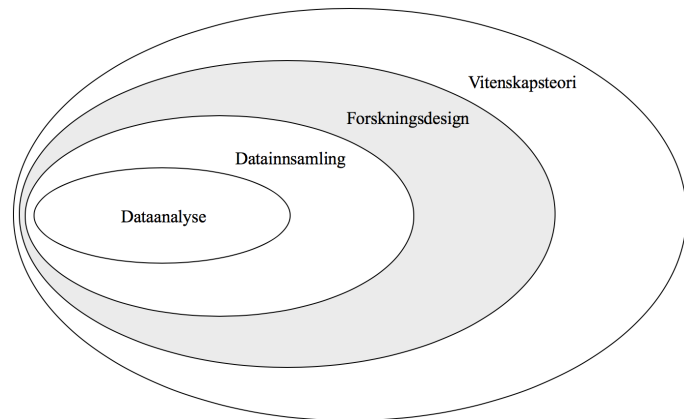 Vitenskapsteori
Forskningsdesign
Datainnsamling
Dataanalyse